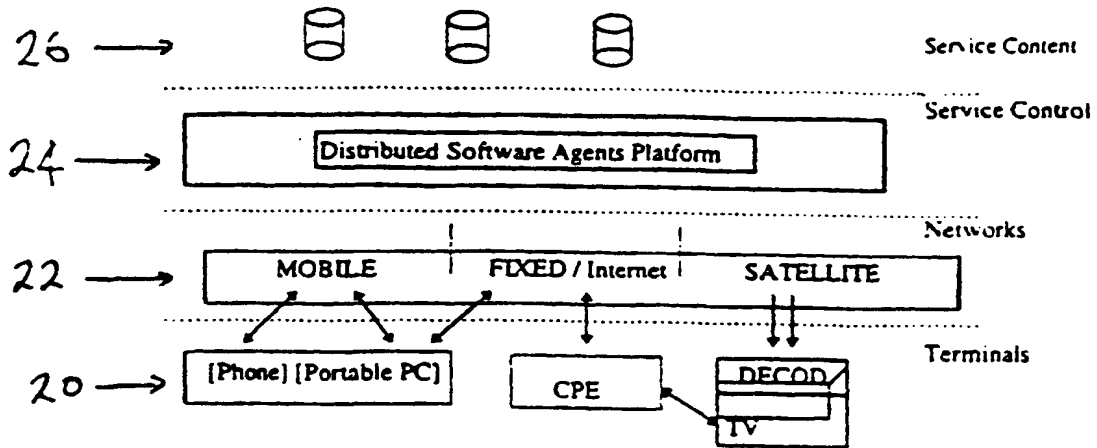 26
Service Content
Service Control
24
Distributed Software Agents Platform
Networks
22
MOBILE
FIXED / Internet
SATELLITE
Terminals
20
[Phone] [Portable PC]
CPE
DECOD
TV